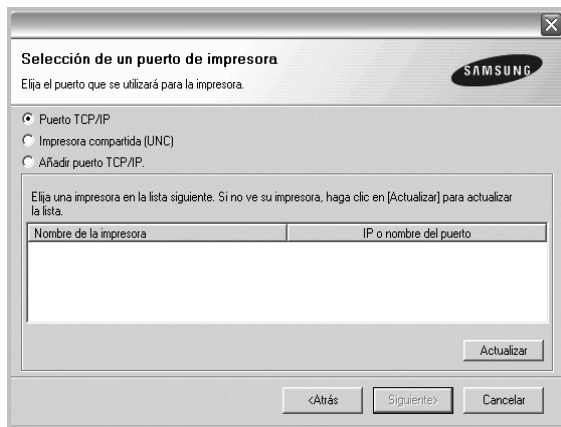 Selección de un puerto de impresora
Elija el puerto que se utilizará para la impresora.
SAMSUNG
Puerto TCP/IP
Impresora compartida (UNC)
Añadir puerto TCP/IP.
Elija una impresora en la lista siguiente. Si no ve su impresora, haga clic en [Actualizar] para actualizar
la lista.
Nombre de la impresora IP o nombre del puerto
Actualizar
<Atrás Siguiente> Cancelar